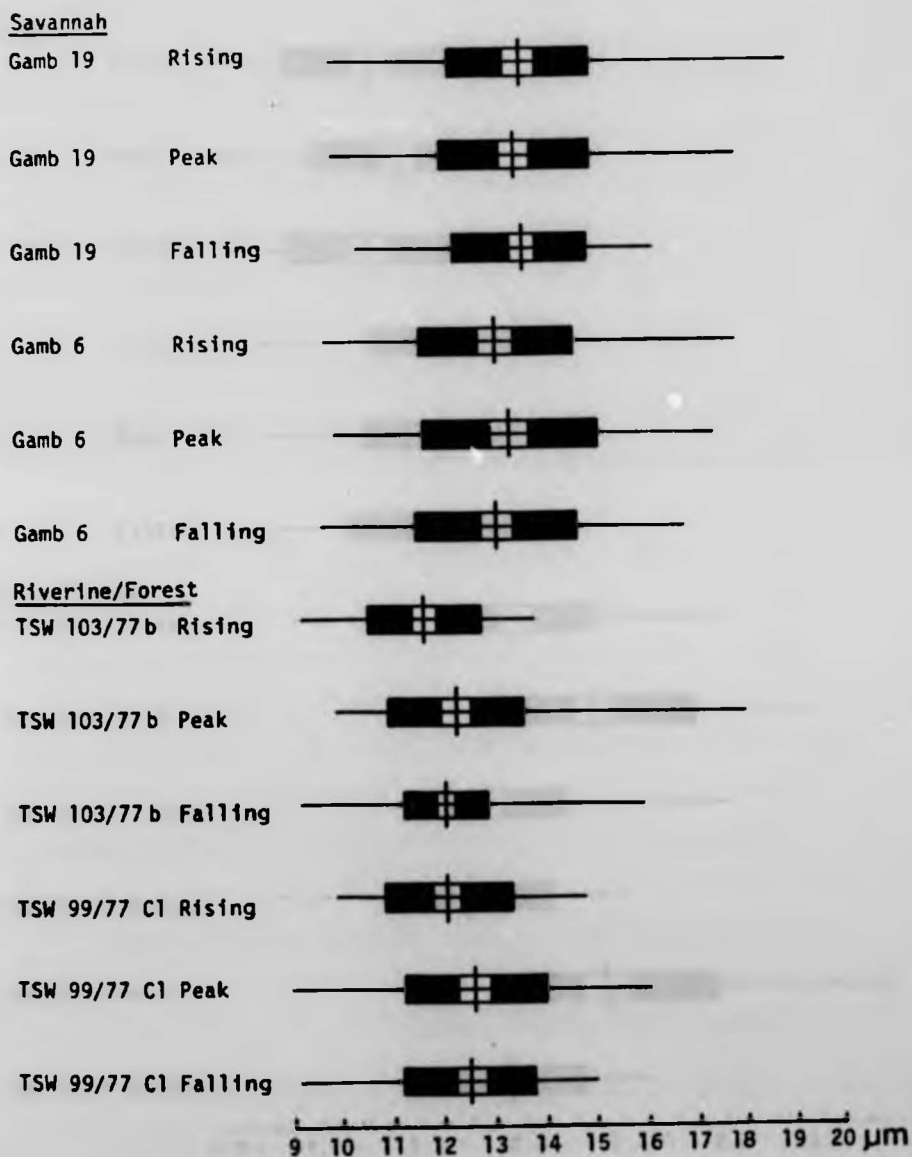 Savannah
Gamb 19 Rising
Gamb 19 Peak
Gamb 19 Falling
Gamb 6 Rising
Gamb 6 Peak
Gamb 6 Falling
Riverine/Forest
TSW 103/77 b Rising
TSW 103/77 b Peak
TSW 103/77 b Falling
TSW 99/77 Cl Rising
TSW 99/77 Cl Peak
TSW 99/77 Cl Falling
9 10 11 12 13 14 15 16 17 18 19 20 µm